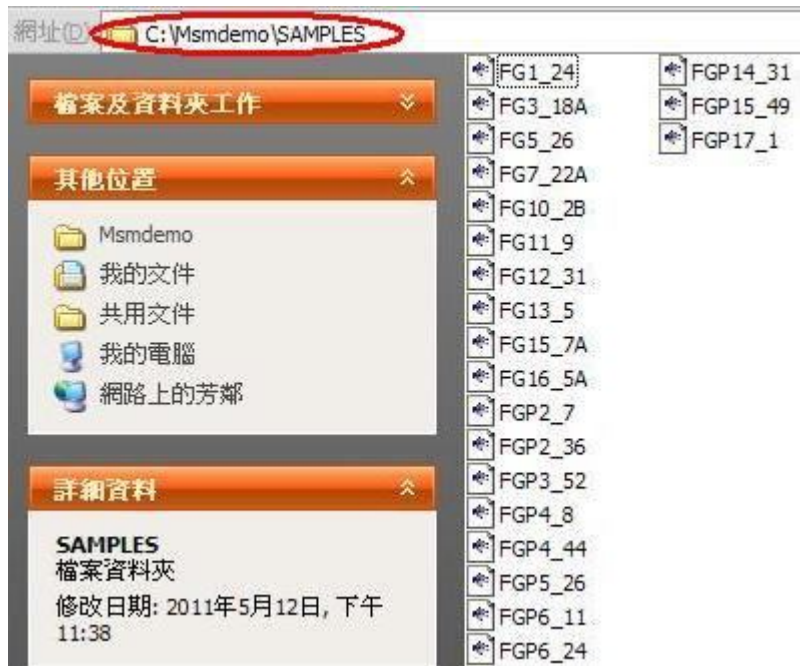 網址(D) C:\Msmdemo\SAMPLES
檔案及資料夾工作
其他位置
Msmdemo
我的文件
共用文件
我的電腦
網路上的芳鄰
詳細資料
SAMPLES
檔案資料夾
修改日期: 2011年5月12日, 下午
11:38
FG1_24
FG3_18A
FG5_26
FG7_22A
FG10_2B
FG11_9
FG12_31
FG13_5
FG15_7A
FG16_5A
FGP2_7
FGP2_36
FGP3_52
FGP4_8
FGP4_44
FGP5_26
FGP6_11
FGP6_24
FGP14_31
FGP15_49
FGP17_1